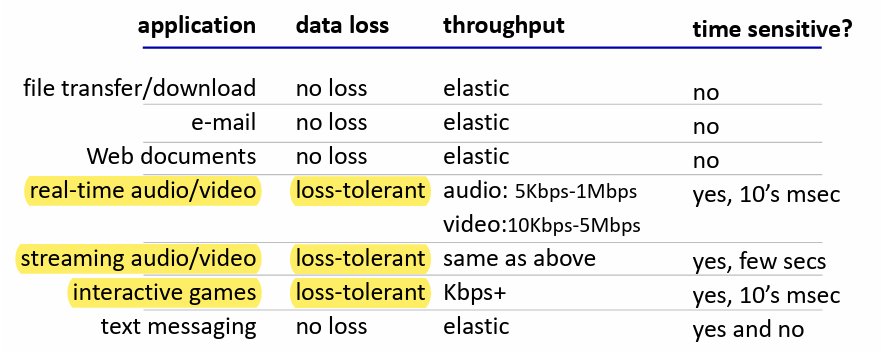 application data loss throughput time sensitive?
file transfer/download no loss elastic no
e-mail no loss elastic no
Web documents no loss elastic no
real-time audio/video loss-tolerant audio: 5Kbps-1Mbps yes, 10's msec
video:10Kbps-5Mbps
streaming audio/video loss-tolerant same as above yes, few secs
interactive games loss-tolerant Kbps+ yes, 10's msec
text messaging no loss elastic yes and no